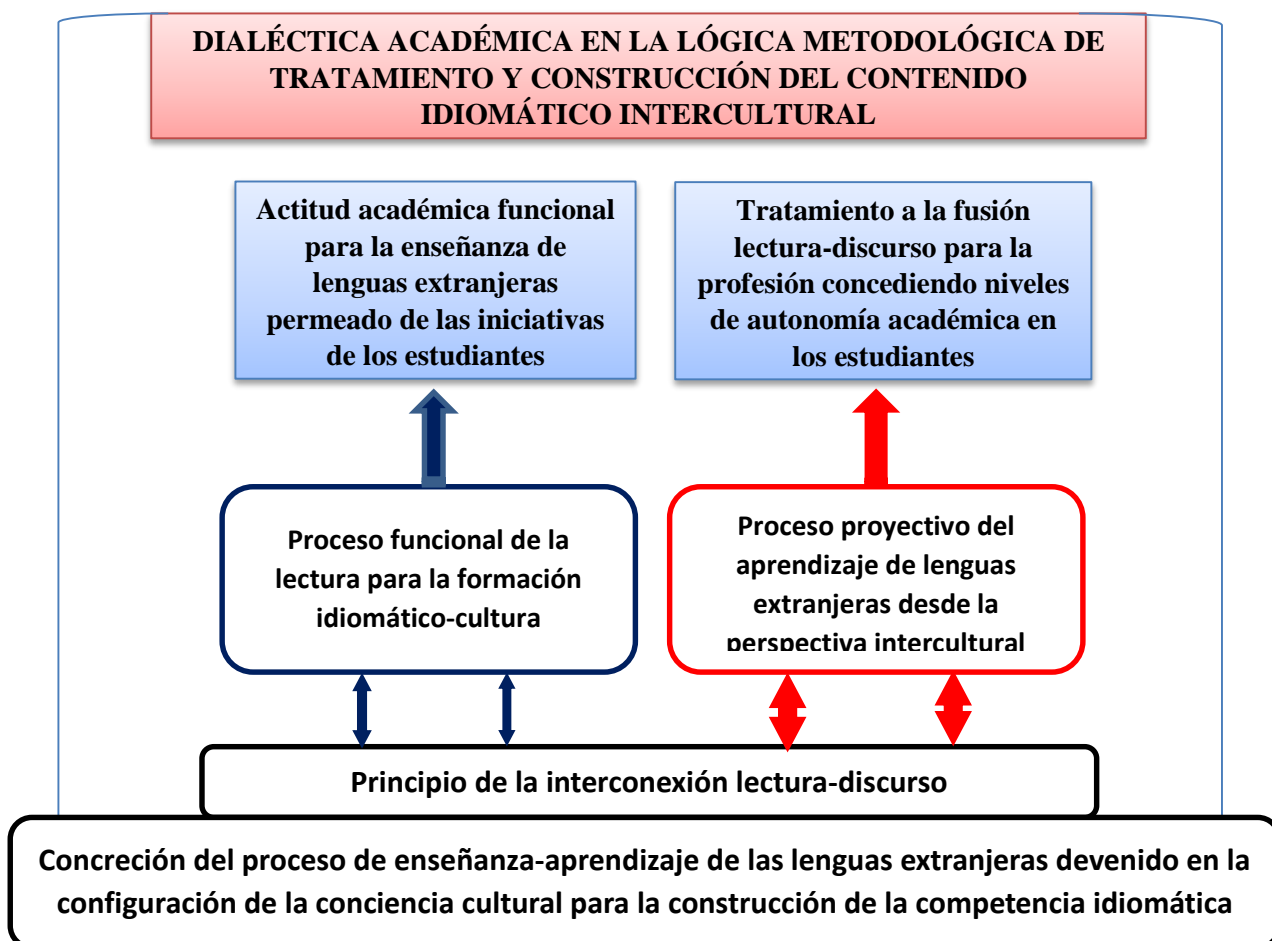 DIALÉCTICA ACADÉMICA EN LA LÓGICA METODOLÓGICA DE
TRATAMIENTO Y CONSTRUCCIÓN DEL CONTENIDO
IDIOMÁTICO INTERCULTURAL
Actitud académica funcional
para la enseñanza de
lenguas extranjeras
permeado de las iniciativas
de los estudiantes
Tratamiento a la fusión
lectura-discurso para la
profesión concediendo niveles
de autonomía académica en
los estudiantes
Proceso funcional de la
lectura para la formación
idiomático-cultura
Proceso proyectivo del
aprendizaje de lenguas
extranjeras desde la
perspectiva intercultural
Principio de la interconexión lectura-discurso
Concreción del proceso de enseñanza-aprendizaje de las lenguas extranjeras devenido en la
configuración de la conciencia cultural para la construcción de la competencia idiomática